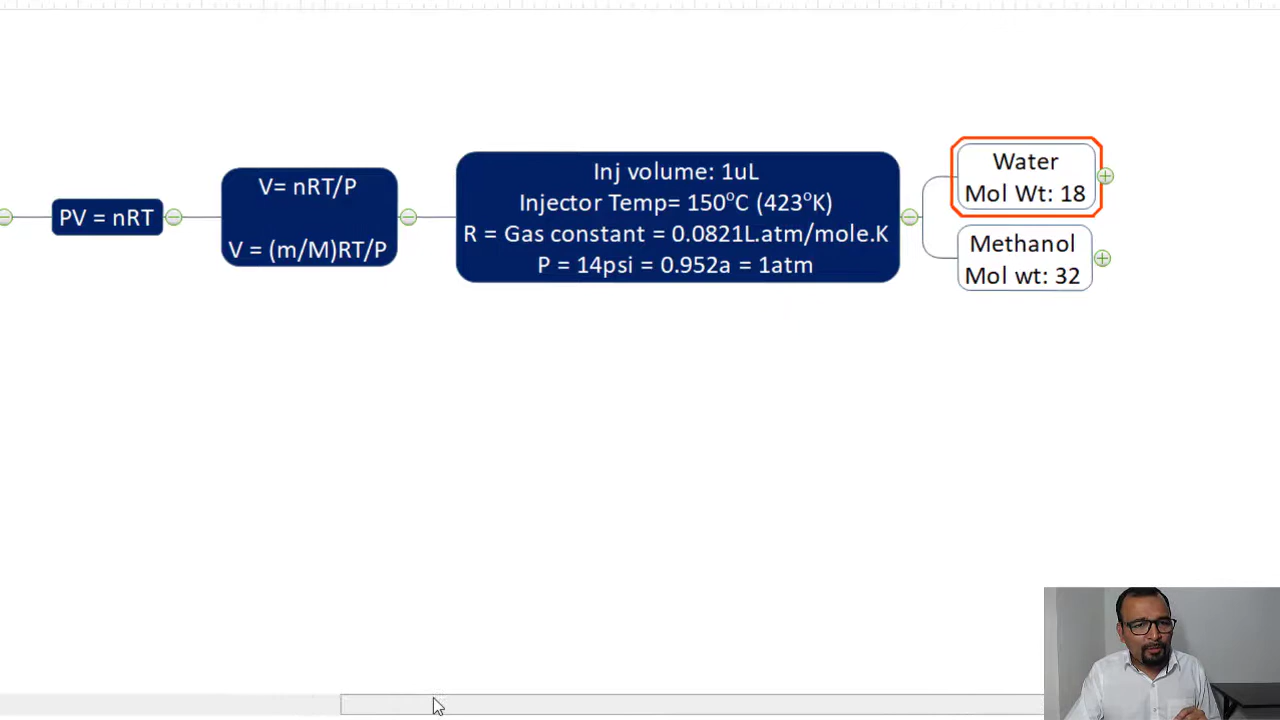 PV = nRT
V= nRT/P
V = (m/M)RT/P
Inj volume: 1uL
Injector Temp= 150°C (423°K)
R = Gas constant = 0.0821L.atm/mole.K
P = 14psi = 0.952a = 1atm
Water
Mol Wt: 18
Methanol
Mol wt: 32